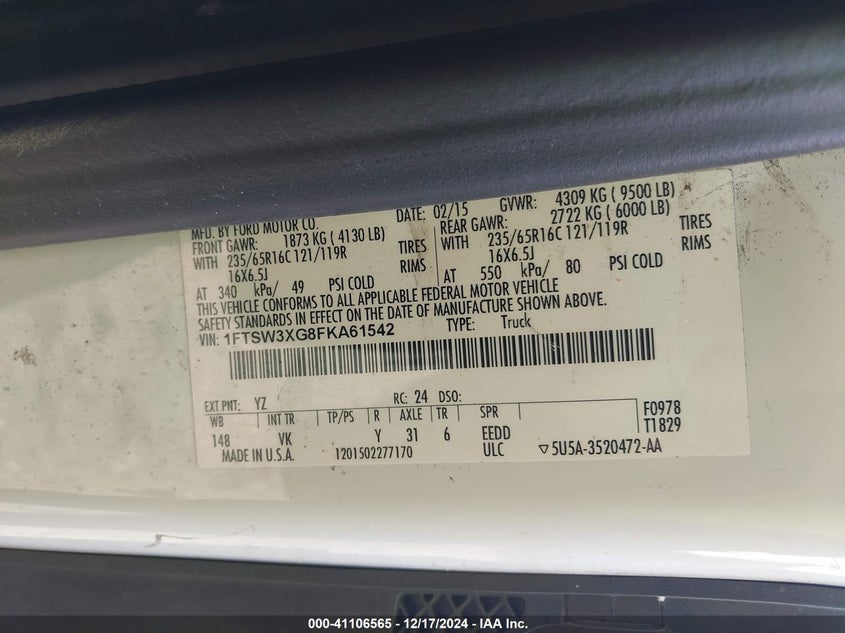 MFD. BY FORD MOTOR CO. DATE: 02/15 GVWR: 4309 KG ( 9500 LB)
FRONT GAWR: 1873 KG ( 4130 LB) REAR GAWR: 2722 KG ( 6000 LB)
WITH 235/65R16C 121/119R TIRES WITH 235/65R16C 121/119R TIRES
16X6.5J RIMS 16X6.5J RIMS
AT 340 kPa/ 49 PSI COLD AT 550 kPa/ 80 PSI COLD
THIS VEHICLE CONFORMS TO ALL APPLICABLE FEDERAL MOTOR VEHICLE
SAFETY STANDARDS IN EFFECT ON THE DATE OF MANUFACTURE SHOWN ABOVE.
VIN: 1FTSW3XG8FKA61542 TYPE: Truck
EXT PNT: YZ RC: 24 DSO:
WB INT TR TP/PS R AXLE TR SPR F0978
148 VK Y 31 6 EEDD T1829
MADE IN U.S.A. 1201502277170 ULC ▽5U5A-3520472-AA
000-41106565 - 12/17/2024 - IAA Inc.